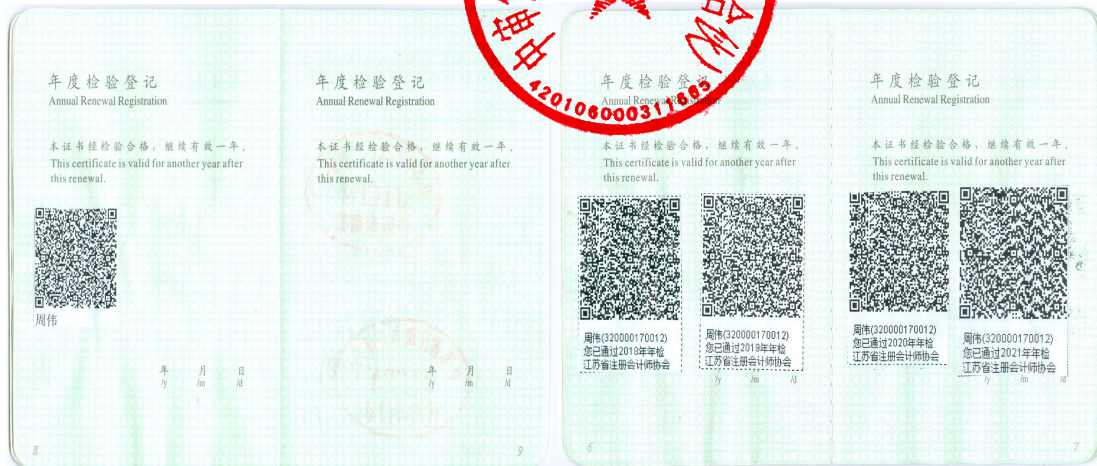 年度检验登记
Annual Renewal Registration
本证书经检验合格，继续有效一年。
This certificate is valid for another year after
this renewal.
周伟
年 月 日
/y /m /d
8
年度检验登记
Annual Renewal Registration
本证书经检验合格，继续有效一年。
This certificate is valid for another year after
this renewal.
年 月 日
/y /m /d
9
4201060003111665
年度检验登记
Annual Renewal Registration
本证书经检验合格，继续有效一年。
This certificate is valid for another year after
this renewal.
周伟(320000170012)
您已通过2018年年检
江苏省注册会计师协会
周伟(320000170012)
您已通过2019年年检
江苏省注册会计师协会
/y /m /d
6
年度检验登记
Annual Renewal Registration
本证书经检验合格，继续有效一年。
This certificate is valid for another year after
this renewal.
周伟(320000170012)
您已通过2020年年检
江苏省注册会计师协会
周伟(320000170012)
您已通过2021年年检
江苏省注册会计师协会
/y /m /d
7